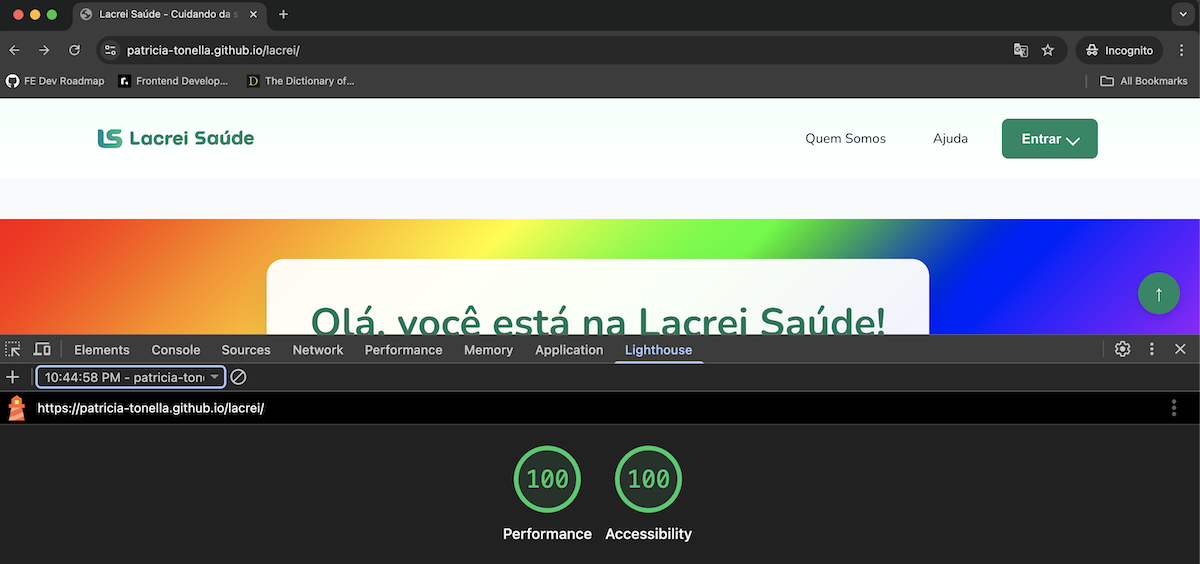 Lacrei Saúde - Cuidando da s
patricia-tonella.github.io/lacrei/
Incognito
FE Dev Roadmap
Frontend Develop...
The Dictionary of...
All Bookmarks
LS Lacrei Saúde
Quem Somos
Ajuda
Entrar
Olá, você está na Lacrei Saúde!
↑
Elements
Console
Sources
Network
Performance
Memory
Application
Lighthouse
10:44:58 PM - patricia-ton
https://patricia-tonella.github.io/lacrei/
100
100
Performance
Accessibility